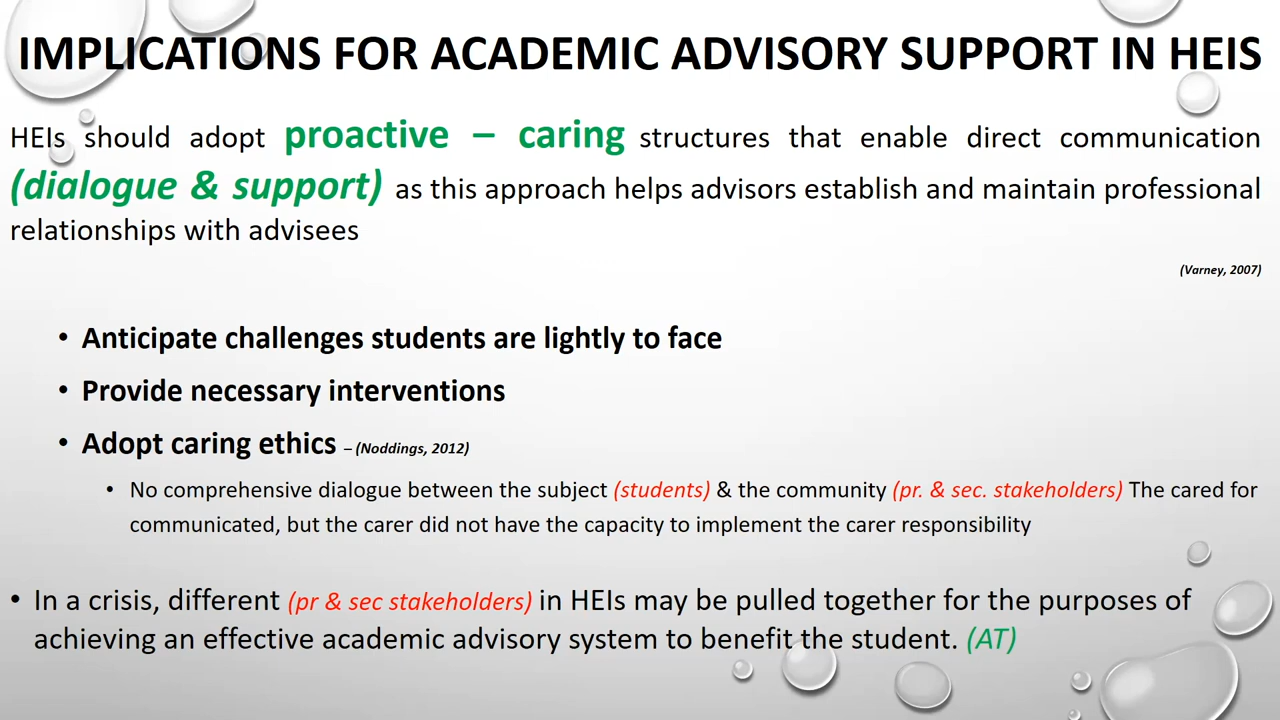 IMPLICATIONS FOR ACADEMIC ADVISORY SUPPORT IN HEIS
HEIs should adopt proactive – caring structures that enable direct communication
(dialogue & support) as this approach helps advisors establish and maintain professional
relationships with advisees
(Varney, 2007)
• Anticipate challenges students are lightly to face
• Provide necessary interventions
• Adopt caring ethics – (Noddings, 2012)
• No comprehensive dialogue between the subject (students) & the community (pr. & sec. stakeholders) The cared for
communicated, but the carer did not have the capacity to implement the carer responsibility
• In a crisis, different (pr & sec stakeholders) in HEIs may be pulled together for the purposes of
achieving an effective academic advisory system to benefit the student. (AT)